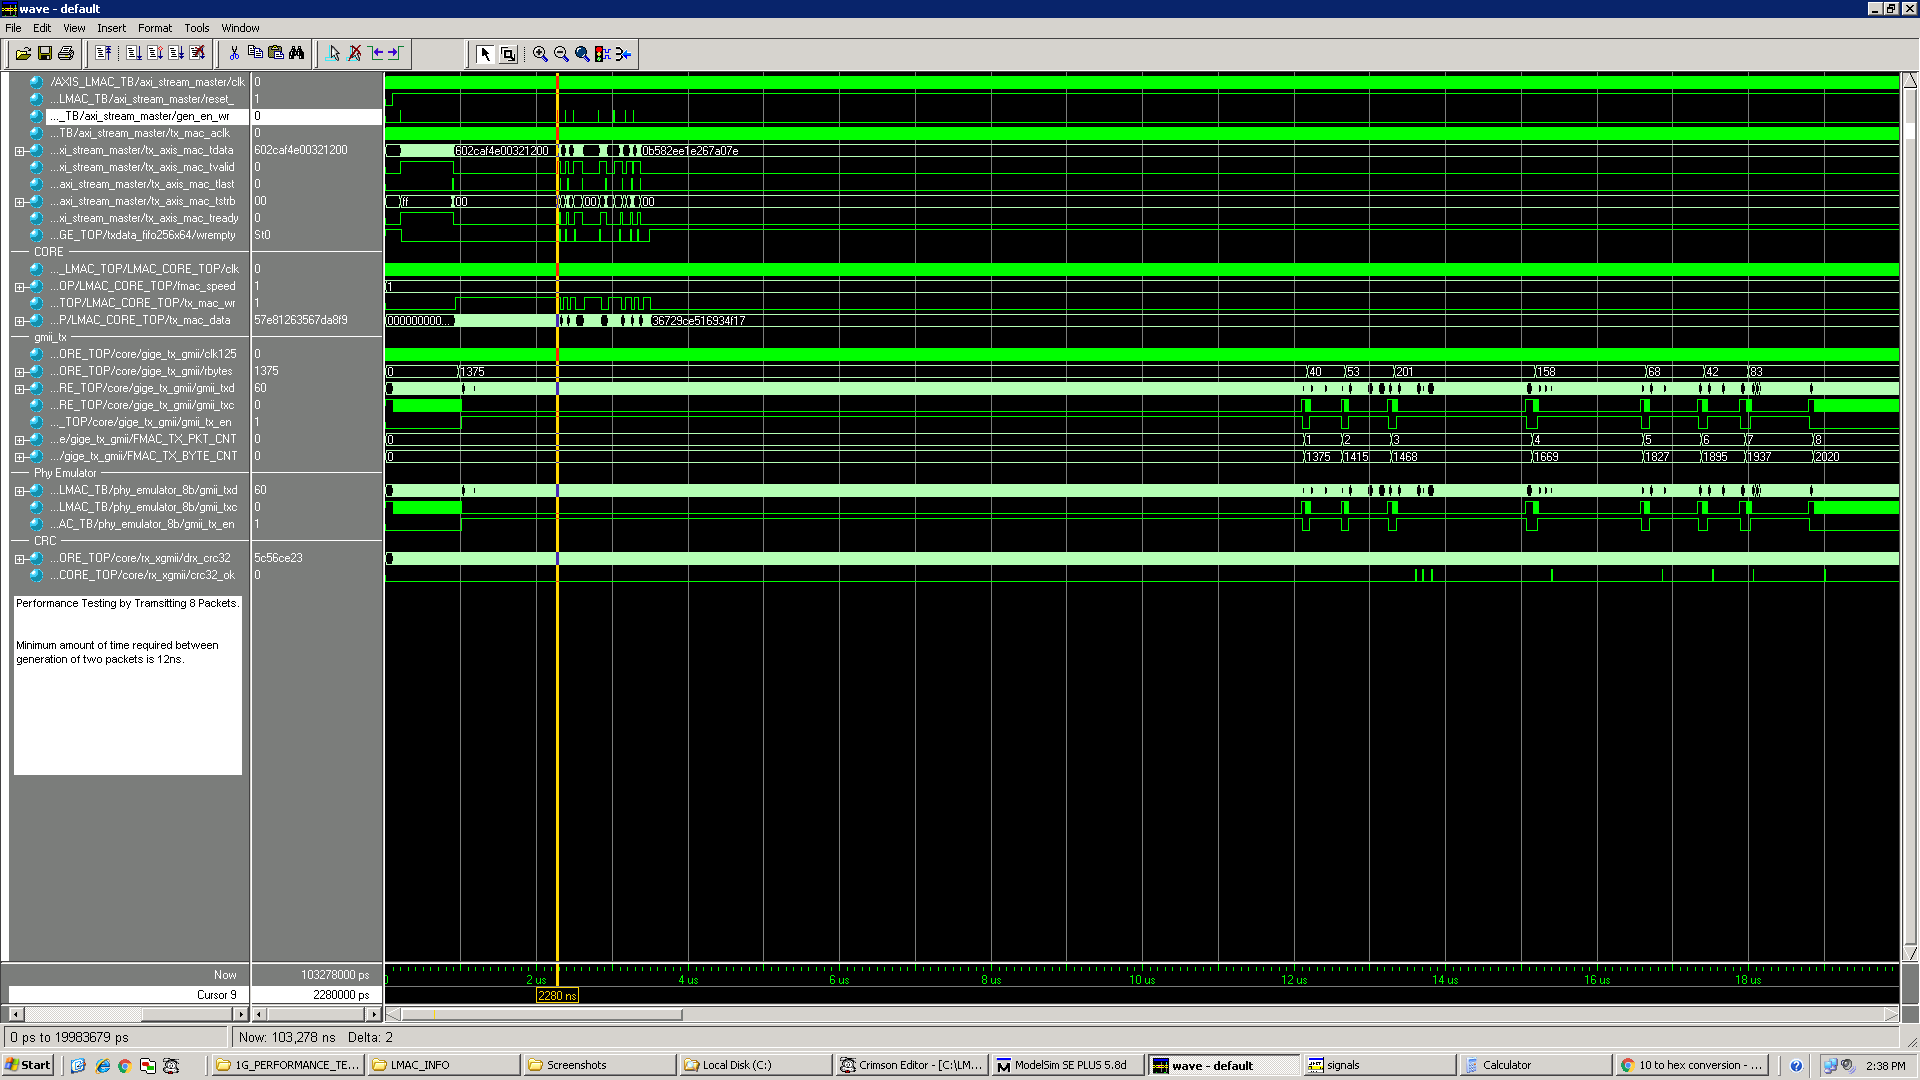 wave - default
File Edit View Insert Format Tools Window
/AXIS_LMAC_TB/axi_stream_master/clk 0
...LMAC_TB/axi_stream_master/reset_ 1
..._TB/axi_stream_master/gen_en_wr 0
...TB/axi_stream_master/tx_mac_aclk 0
...xi_stream_master/tx_axis_mac_tdata 602caf4e00321200 602caf4e00321200 0b582ee1e267a07e
...xi_stream_master/tx_axis_mac_tvalid 0
...axi_stream_master/tx_axis_mac_tlast 0
...axi_stream_master/tx_axis_mac_tstrb 00 ff 00 00 00
...xi_stream_master/tx_axis_mac_tready 0
...GE_TOP/txdata_fifo256x64/wrempty St0
CORE
..._LMAC_TOP/LMAC_CORE_TOP/clk 0
...OP/LMAC_CORE_TOP/fmac_speed 1 1
...TOP/LMAC_CORE_TOP/tx_mac_wr 1
...P/LMAC_CORE_TOP/tx_mac_data 57e81263567da8f9 000000000... 36729ce516934f17
gmii_tx
...ORE_TOP/core/gige_tx_gmii/clk125 0
...ORE_TOP/core/gige_tx_gmii/rbytes 1375 0 1375 40 53 201 158 68 42 83
...RE_TOP/core/gige_tx_gmii/gmii_txd 60
...RE_TOP/core/gige_tx_gmii/gmii_txc 0
..._TOP/core/gige_tx_gmii/gmii_tx_en 1
...e/gige_tx_gmii/FMAC_TX_PKT_CNT 0 0 1 2 3 4 5 6 7 8
.../gige_tx_gmii/FMAC_TX_BYTE_CNT 0 0 1375 1415 1468 1669 1827 1895 1937 2020
Phy Emulator
...LMAC_TB/phy_emulator_8b/gmii_txd 60
...LMAC_TB/phy_emulator_8b/gmii_txc 0
...AC_TB/phy_emulator_8b/gmii_tx_en 1
CRC
...ORE_TOP/core/rx_xgmii/drx_crc32 5c56ce23
...CORE_TOP/core/rx_xgmii/crc32_ok 0
Performance Testing by Tramsitting 8 Packets.
Minimum amount of time required between
generation of two packets is 12ns.
Now 103278000 ps 0 2 us 4 us 6 us 8 us 10 us 12 us 14 us 16 us 18 us
Cursor 9 2280000 ps 2280 ns
0 ps to 19983679 ps Now: 103,278 ns Delta: 2
Start 1G_PERFORMANCE_TE... LMAC_INFO Screenshots Local Disk (C:) Crimson Editor - [C:\LM... ModelSim SE PLUS 5.8d wave - default signals Calculator 10 to hex conversion - ... 2:38 PM